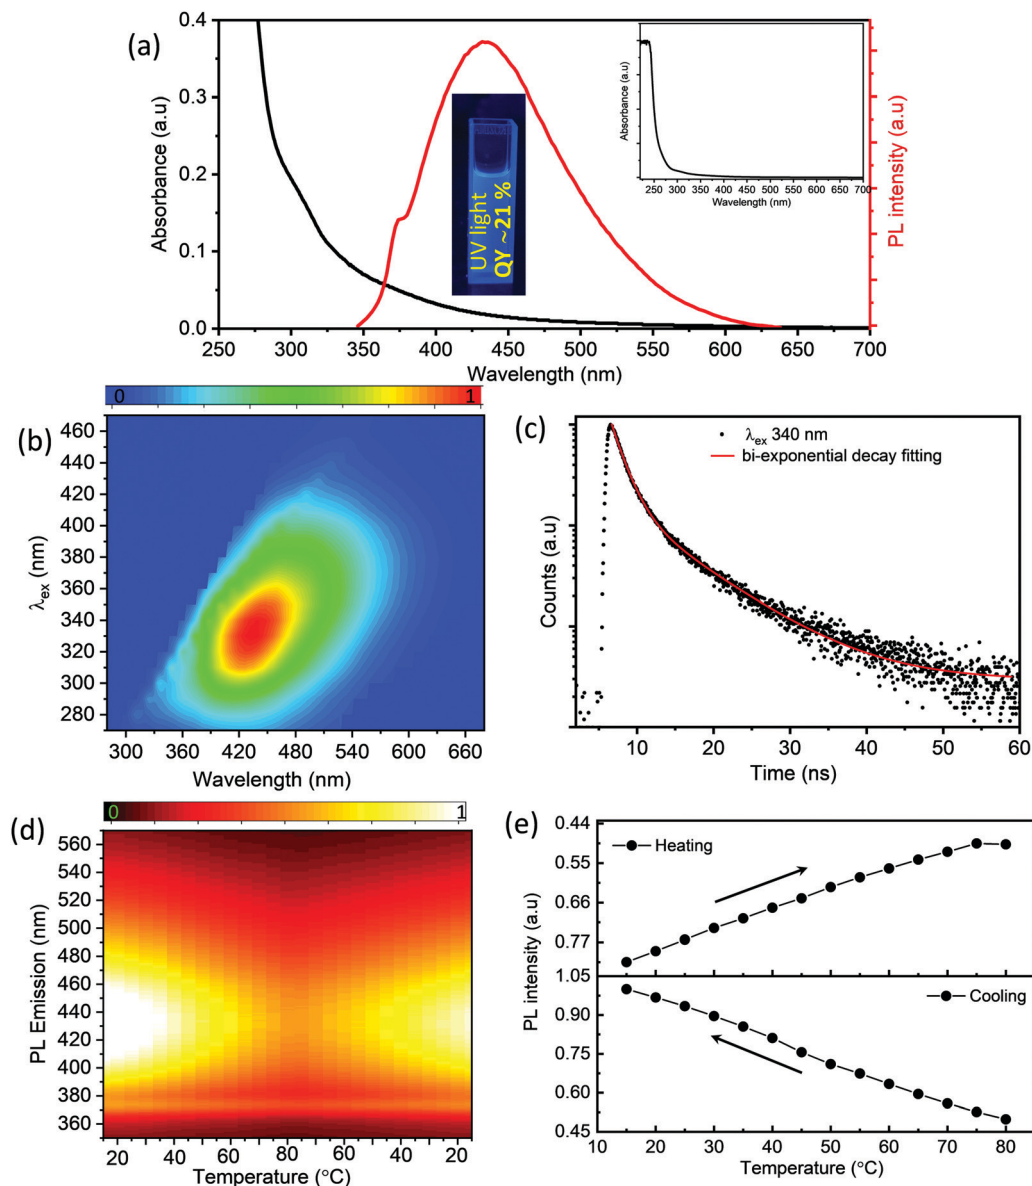 (a)
0.4
0.3
0.2
0.1
0.0
Absorbance (a.u)
250 300 350 400 450 500 550 600 650 700
Wavelength (nm)
PL intensity (a.u)
UV light
QY ~21 %
Absorbance (a.u)
250 300 350 400 450 500 550 600 650 700
Wavelength (nm)
(b)
0 1
460
440
420
400
380
360
340
320
300
280
λex (nm)
300 360 420 480 540 600 660
Wavelength (nm)
(c)
λex 340 nm
bi-exponential decay fitting
Counts (a.u)
10 20 30 40 50 60
Time (ns)
(d)
0 1
560
540
520
500
480
460
440
420
400
380
360
PL Emission (nm)
20 40 60 80 60 40 20
Temperature (°C)
(e)
0.44
0.55
0.66
0.77
1.05
0.90
0.75
0.60
0.45
PL intensity (a.u)
Heating
Cooling
10 20 30 40 50 60 70 80
Temperature (°C)